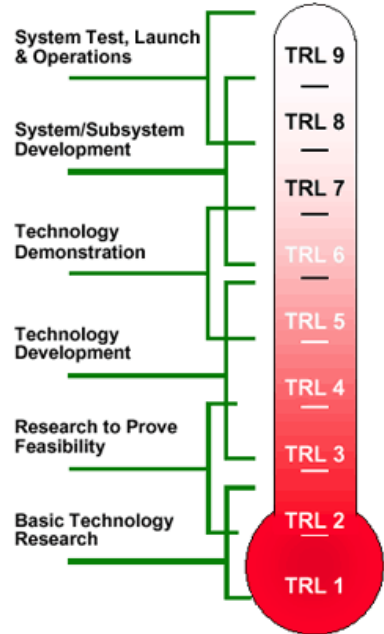 System Test, Launch
& Operations
System/Subsystem
Development
Technology
Demonstration
Technology
Development
Research to Prove
Feasibility
Basic Technology
Research
TRL 9
TRL 8
TRL 7
TRL 6
TRL 5
TRL 4
TRL 3
TRL 2
TRL 1